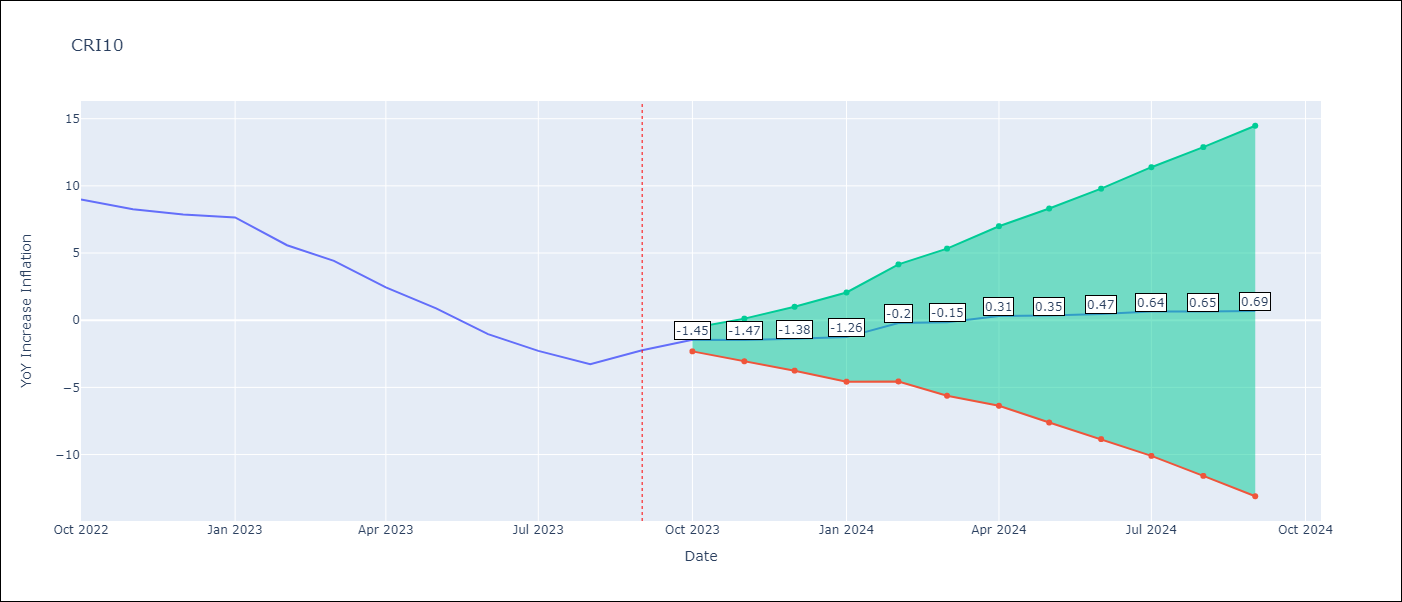 CRI10
YoY Increase Inflation
15
10
5
0
−5
−10
-1.45
-1.47
-1.38
-1.26
-0.2
-0.15
0.31
0.35
0.47
0.64
0.65
0.69
Oct 2022
Jan 2023
Apr 2023
Jul 2023
Oct 2023
Jan 2024
Apr 2024
Jul 2024
Oct 2024
Date